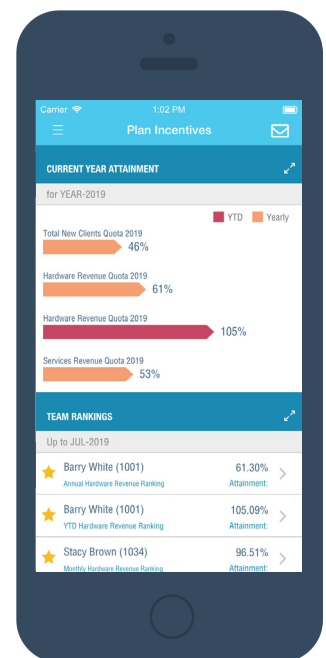 Carrier 1:02 PM
Plan Incentives
CURRENT YEAR ATTAINMENT
for YEAR-2019
YTD Yearly
Total New Clients Quota 2019
46%
Hardware Revenue Quota 2019
61%
Hardware Revenue Quota 2019
105%
Services Revenue Quota 2019
53%
TEAM RANKINGS
Up to JUL-2019
Barry White (1001) 61.30%
Annual Hardware Revenue Ranking Attainment:
Barry White (1001) 105.09%
YTD Hardware Revenue Ranking Attainment:
Stacy Brown (1034) 96.51%
Monthly Hardware Revenue Ranking Attainment: